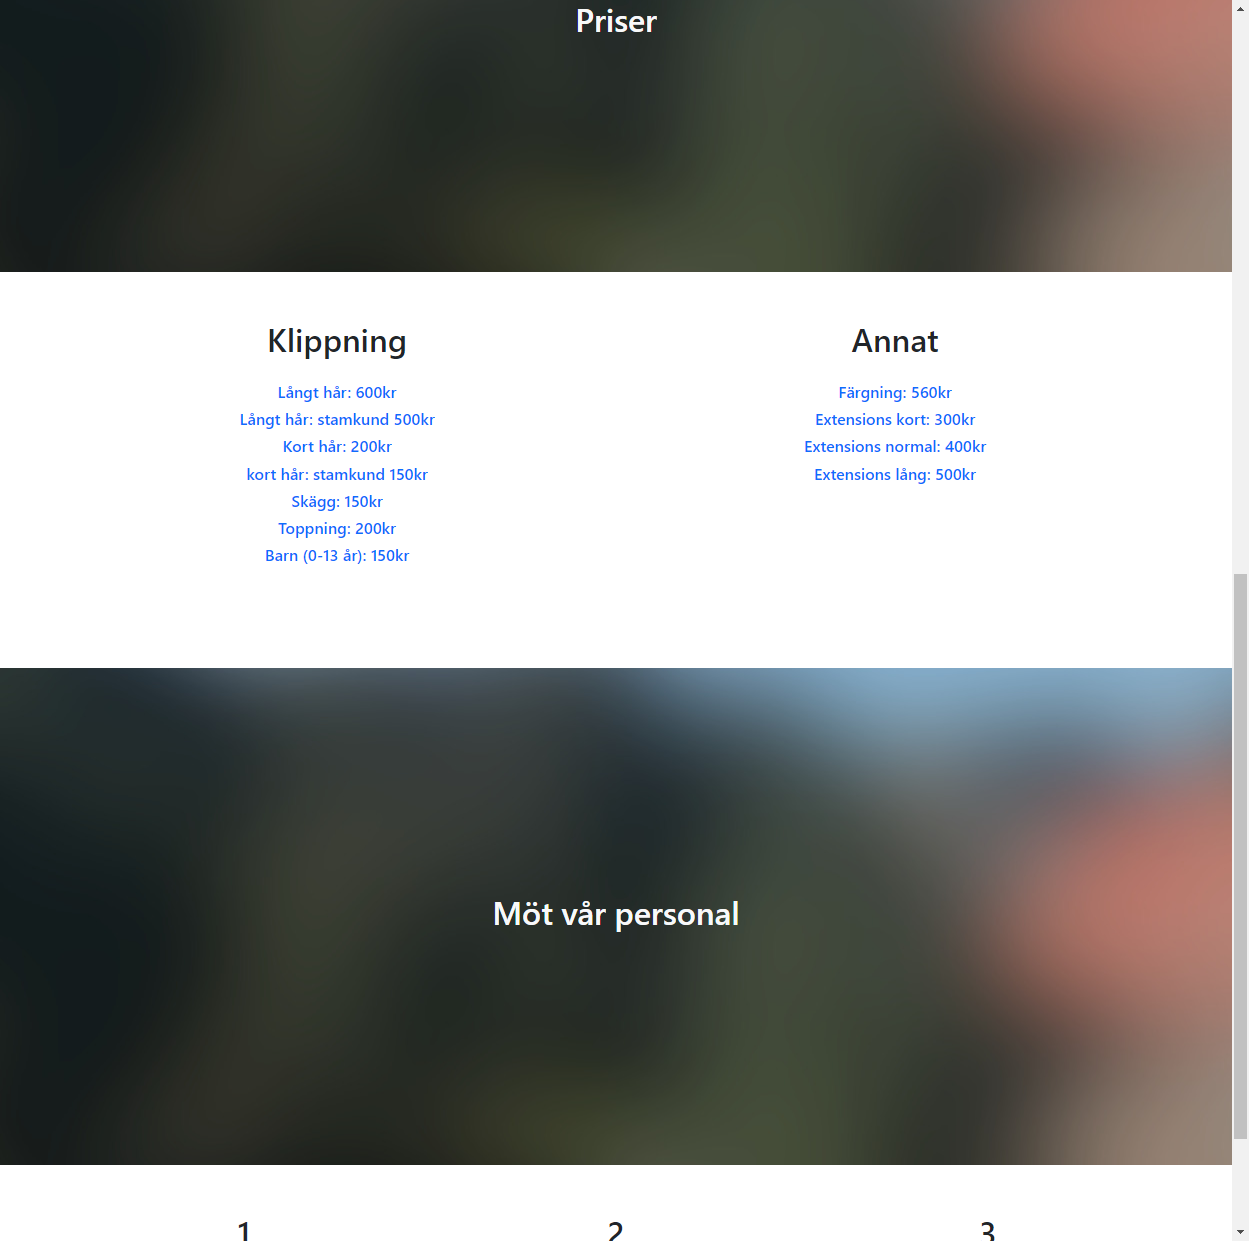 Priser
Klippning
Långt hår: 600kr
Långt hår: stamkund 500kr
Kort hår: 200kr
kort hår: stamkund 150kr
Skägg: 150kr
Toppning: 200kr
Barn (0-13 år): 150kr
Annat
Färgning: 560kr
Extensions kort: 300kr
Extensions normal: 400kr
Extensions lång: 500kr
Möt vår personal
1 2 3